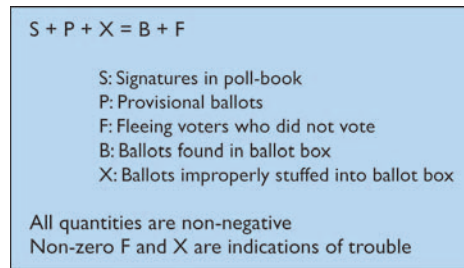 S + P + X = B + F
S: Signatures in poll-book
P: Provisional ballots
F: Fleeing voters who did not vote
B: Ballots found in ballot box
X: Ballots improperly stuffed into ballot box
All quantities are non-negative
Non-zero F and X are indications of trouble